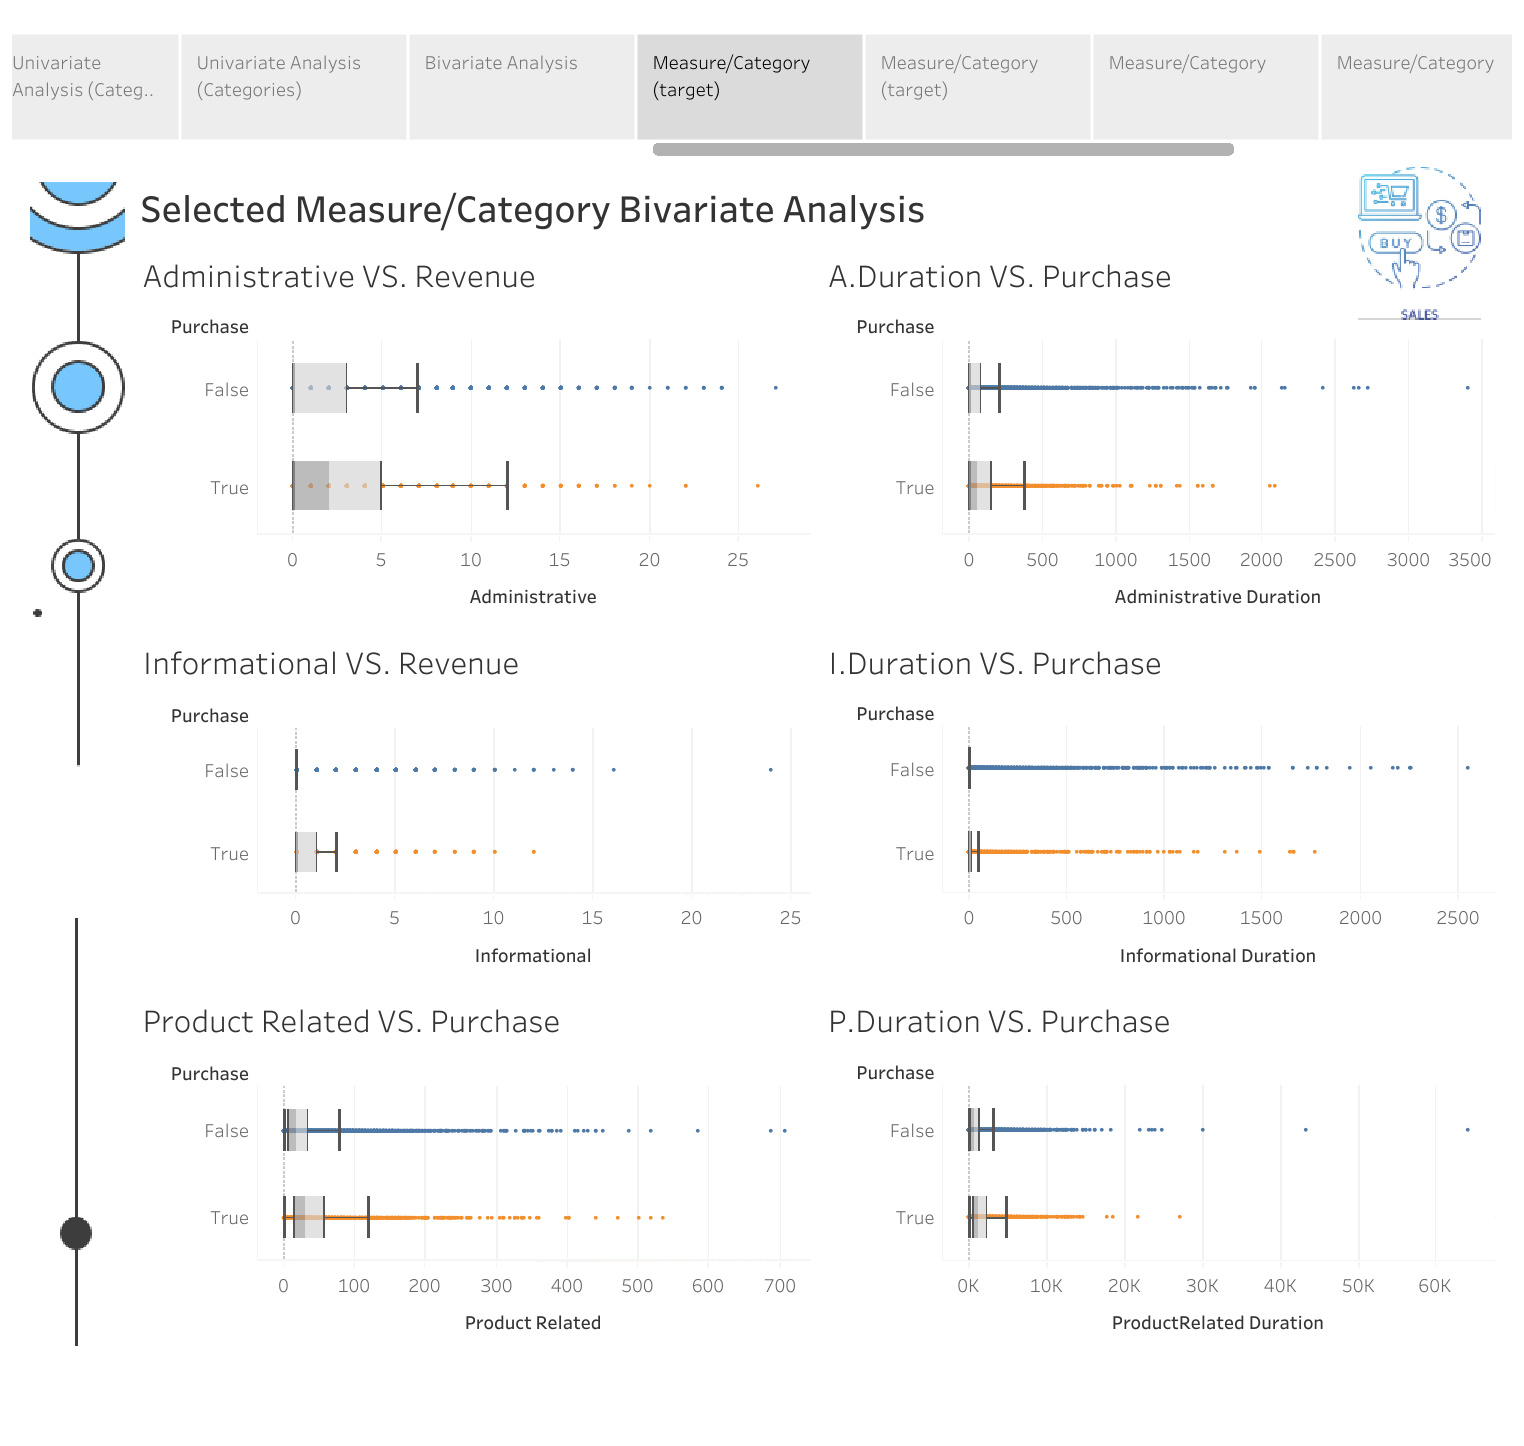 Univariate
Analysis (Categ..
Univariate Analysis
(Categories)
Bivariate Analysis
Measure/Category
(target)
Measure/Category
(target)
Measure/Category
Measure/Category
Selected Measure/Category Bivariate Analysis
$
BUY
SALES
Administrative VS. Revenue
Purchase
False
True
0 5 10 15 20 25
Administrative
A.Duration VS. Purchase
Purchase
False
True
0 500 1000 1500 2000 2500 3000 3500
Administrative Duration
Informational VS. Revenue
Purchase
False
True
0 5 10 15 20 25
Informational
I.Duration VS. Purchase
Purchase
False
True
0 500 1000 1500 2000 2500
Informational Duration
Product Related VS. Purchase
Purchase
False
True
0 100 200 300 400 500 600 700
Product Related
P.Duration VS. Purchase
Purchase
False
True
0K 10K 20K 30K 40K 50K 60K
ProductRelated Duration